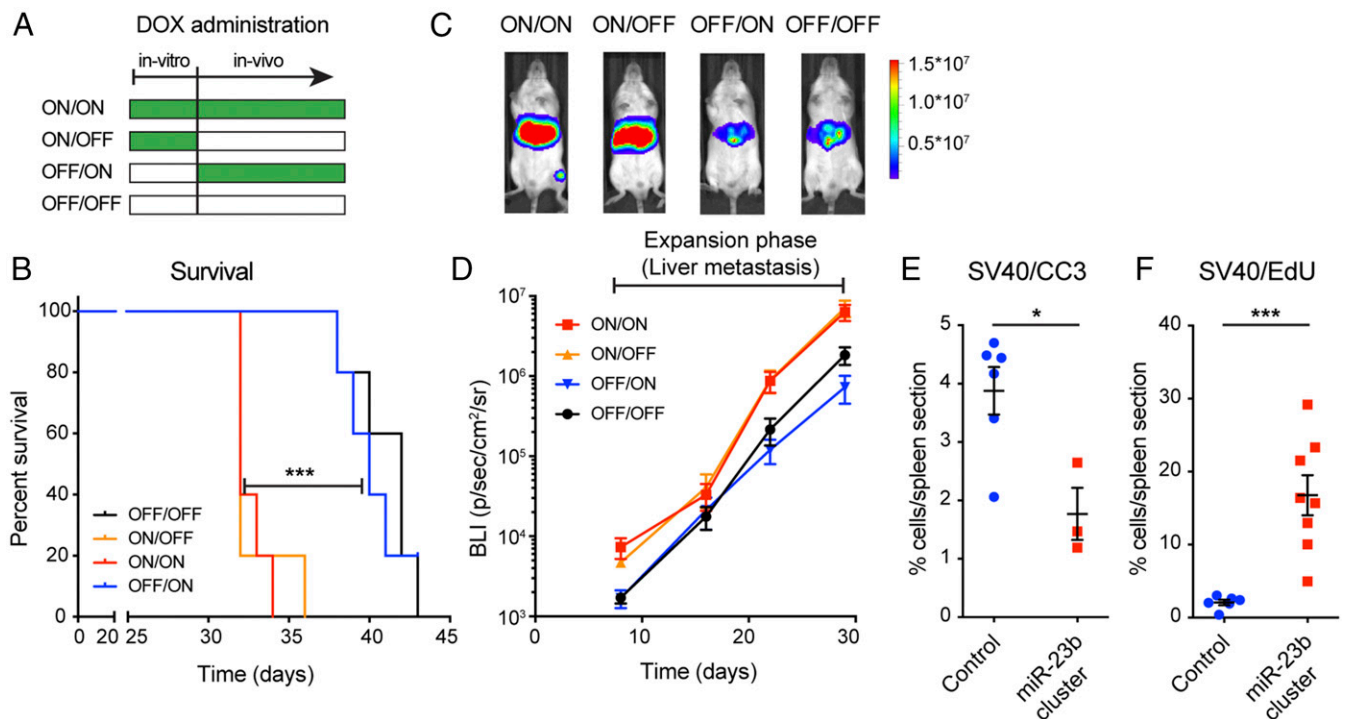 A
DOX administration
in-vitro
in-vivo
ON/ON
ON/OFF
OFF/ON
OFF/OFF
C
ON/ON ON/OFF OFF/ON OFF/OFF
1.5*10⁷
1.0*10⁷
0.5*10⁷
B
Survival
Percent survival
100
80
60
40
20
0
***
OFF/OFF
ON/OFF
ON/ON
OFF/ON
0 20 25 30 35 40 45
Time (days)
D
Expansion phase
(Liver metastasis)
BLI (p/sec/cm²/sr)
10⁷
10⁶
10⁵
10⁴
10³
ON/ON
ON/OFF
OFF/ON
OFF/OFF
0 10 20 30
Time (days)
E
SV40/CC3
*
% cells/spleen section
5
4
3
2
1
0
Control
miR-23b
cluster
F
SV40/EdU
***
% cells/spleen section
40
30
20
10
0
Control
miR-23b
cluster